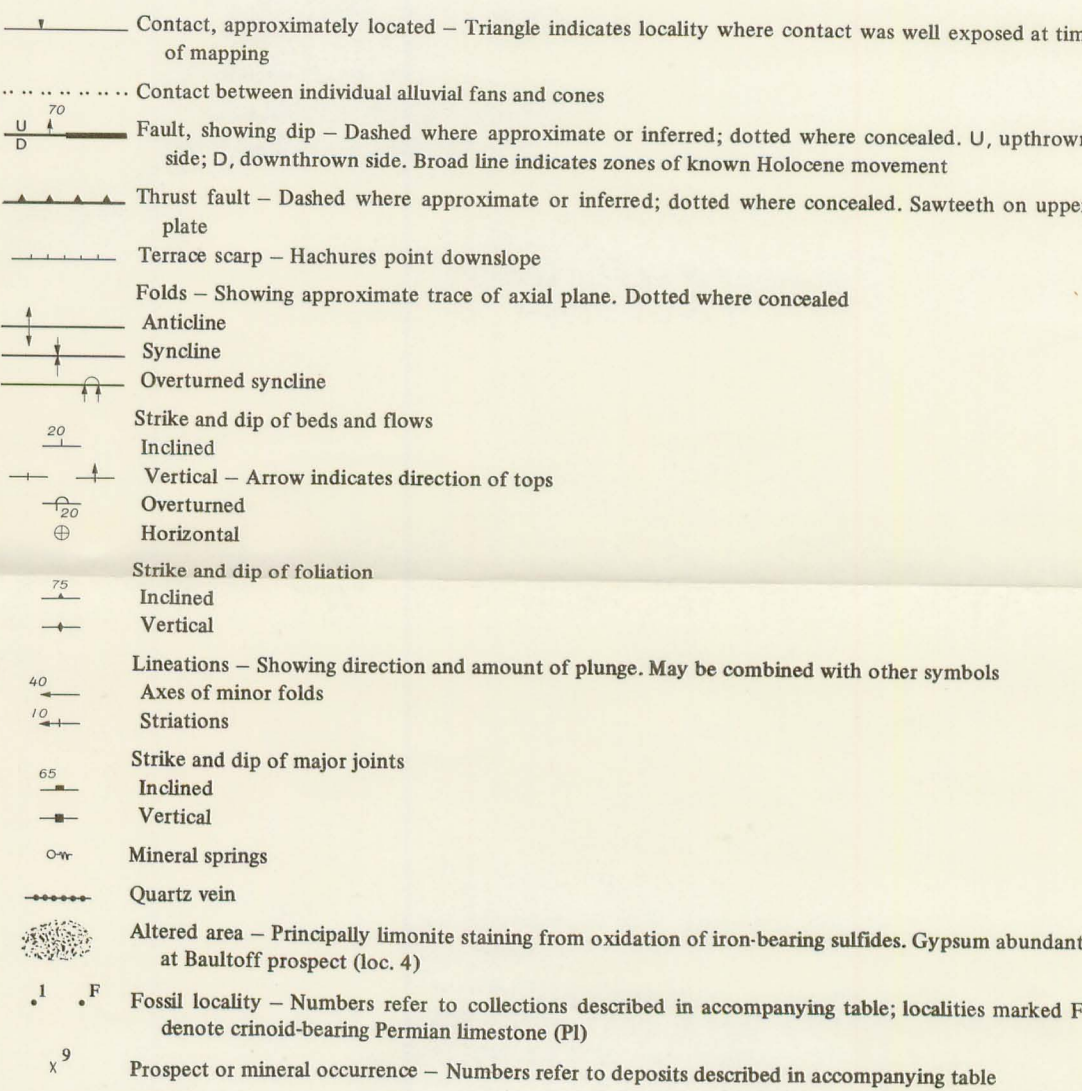 Contact, approximately located – Triangle indicates locality where contact was well exposed at tim
of mapping
Contact between individual alluvial fans and cones
70
U
D
Fault, showing dip – Dashed where approximate or inferred; dotted where concealed. U, upthrown
side; D, downthrown side. Broad line indicates zones of known Holocene movement
Thrust fault – Dashed where approximate or inferred; dotted where concealed. Sawteeth on upper
plate
Terrace scarp – Hachures point downslope
Folds – Showing approximate trace of axial plane. Dotted where concealed
Anticline
Syncline
Overturned syncline
Strike and dip of beds and flows
20
Inclined
Vertical – Arrow indicates direction of tops
Overturned
20
Horizontal
Strike and dip of foliation
75
Inclined
Vertical
Lineations – Showing direction and amount of plunge. May be combined with other symbols
40
Axes of minor folds
10
Striations
Strike and dip of major joints
65
Inclined
Vertical
Mineral springs
Quartz vein
Altered area – Principally limonite staining from oxidation of iron-bearing sulfides. Gypsum abundant
at Baultoff prospect (loc. 4)
1 F
Fossil locality – Numbers refer to collections described in accompanying table; localities marked F
denote crinoid-bearing Permian limestone (Pl)
x 9
Prospect or mineral occurrence – Numbers refer to deposits described in accompanying table